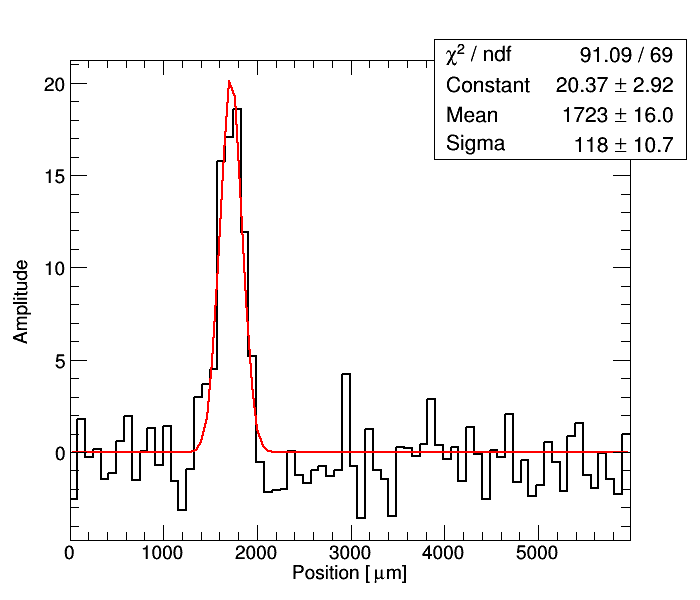 χ² / ndf 91.09 / 69
Constant 20.37 ± 2.92
Mean 1723 ± 16.0
Sigma 118 ± 10.7
20
15
10
5
0
Amplitude
0 1000 2000 3000 4000 5000
Position [ μm]